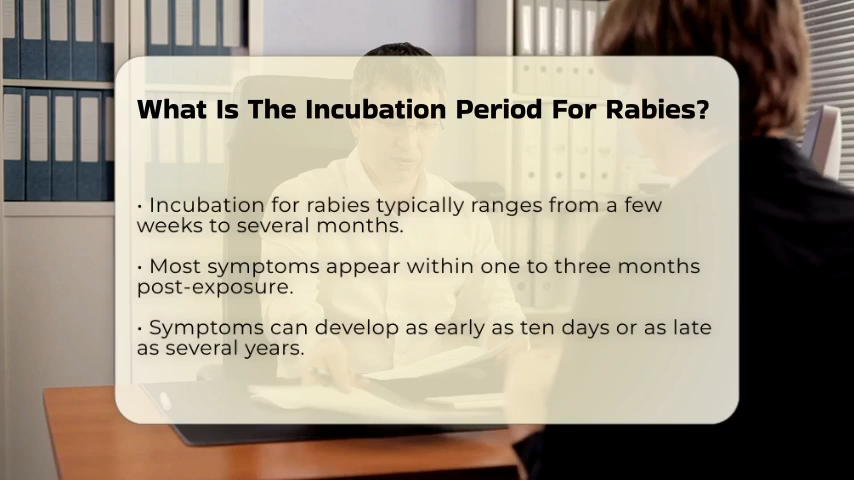 What Is The Incubation Period For Rabies?
• Incubation for rabies typically ranges from a few
weeks to several months.
• Most symptoms appear within one to three months
post-exposure.
• Symptoms can develop as early as ten days or as late
as several years.